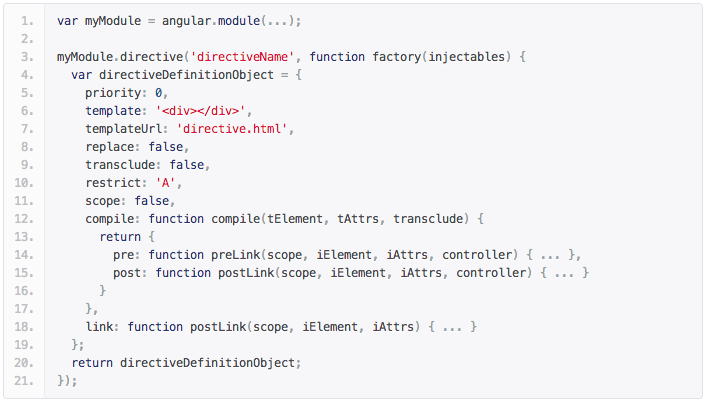 1. var myModule = angular.module(...);
2.
3. myModule.directive('directiveName', function factory(injectables) {
4.   var directiveDefinitionObject = {
5.     priority: 0,
6.     template: '<div></div>',
7.     templateUrl: 'directive.html',
8.     replace: false,
9.     transclude: false,
10.     restrict: 'A',
11.     scope: false,
12.     compile: function compile(tElement, tAttrs, transclude) {
13.       return {
14.         pre: function preLink(scope, iElement, iAttrs, controller) { ... },
15.         post: function postLink(scope, iElement, iAttrs, controller) { ... }
16.       }
17.     },
18.     link: function postLink(scope, iElement, iAttrs) { ... }
19.   };
20.   return directiveDefinitionObject;
21. });